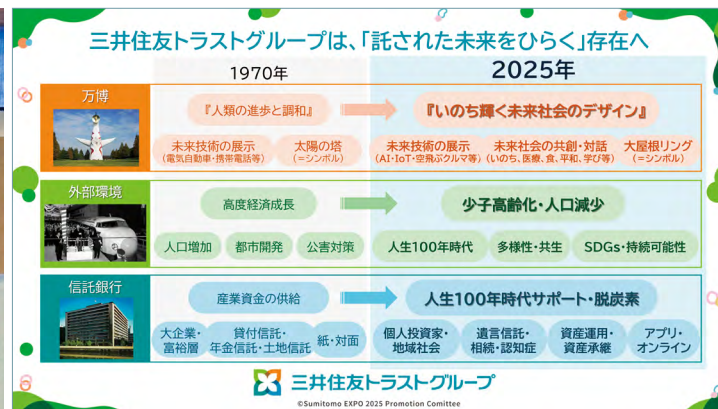 三井住友トラストグループは、「託された未来をひらく」存在へ
1970年
2025年
万博
『人類の進歩と調和』
『いのち輝く未来社会のデザイン』
未来技術の展示
(電気自動車・携帯電話等)
太陽の塔
(=シンボル)
未来技術の展示
(AI・IoT・空飛ぶクルマ等)
未来社会の共創・対話
(いのち、医療、食、平和、学び等)
大屋根リング
(=シンボル)
外部環境
高度経済成長
少子高齢化・人口減少
人口増加
都市開発
公害対策
人生100年時代
多様性・共生
SDGs・持続可能性
信託銀行
産業資金の供給
人生100年時代サポート・脱炭素
大企業・
富裕層
貸付信託・
年金信託・土地信託
紙・対面
個人投資家・
地域社会
遺言信託・
相続・認知症
資産運用・
資産承継
アプリ・
オンライン
三井住友トラストグループ
©Sumitomo EXPO 2025 Promotion Comittee